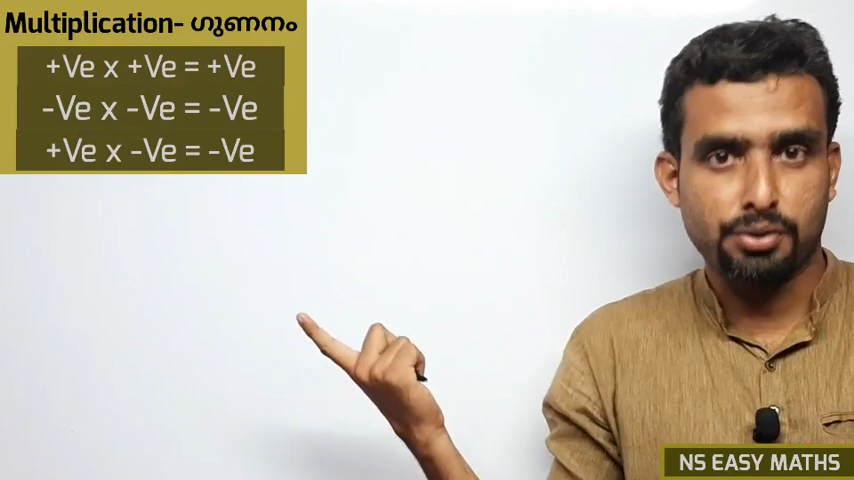 Multiplication- ഗുണനം
+Ve x +Ve = +Ve
-Ve x -Ve = -Ve
+Ve x -Ve = -Ve
NS EASY MATHS